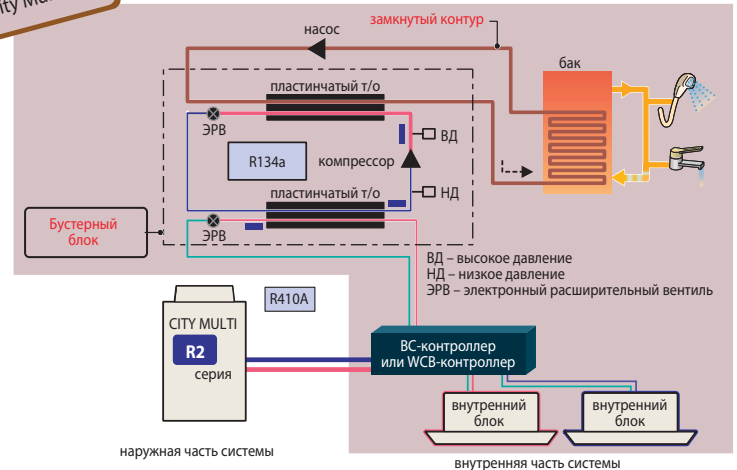 замкнутый контур
насос
бак
пластинчатый т/о
ЭРВ
ВД
R134a
компрессор
пластинчатый т/о
НД
Бустерный
блок
ЭРВ
ВД – высокое давление
НД – низкое давление
ЭРВ – электронный расширительный вентиль
R410A
CITY MULTI
R2
серия
BC-контроллер
или WCB-контроллер
внутренний
блок
внутренний
блок
наружная часть системы
внутренняя часть системы